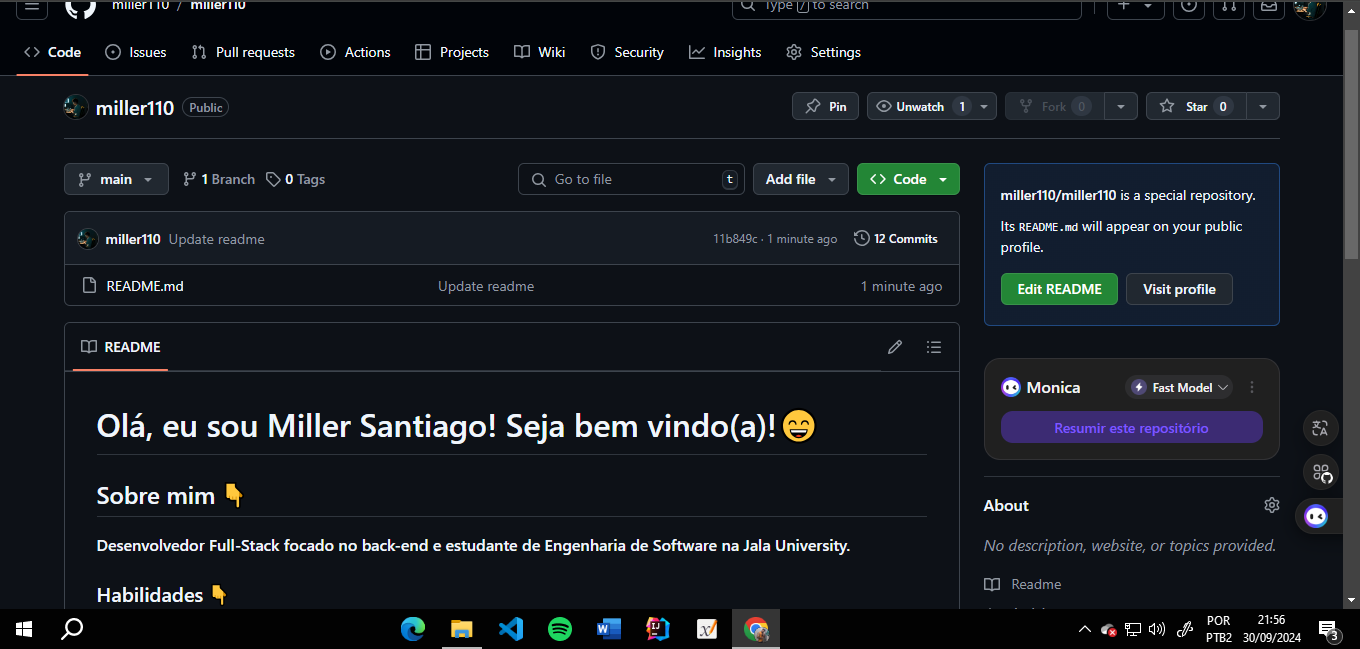 miller110 / miller110
Type / to search
Code Issues Pull requests Actions Projects Wiki Security Insights Settings
miller110 Public
Pin Unwatch 1 Fork 0 Star 0
main 1 Branch 0 Tags Go to file t Add file Code
miller110 Update readme 11b849c · 1 minute ago 12 Commits
README.md Update readme 1 minute ago
README
Olá, eu sou Miller Santiago! Seja bem vindo(a)!😄
Sobre mim 👇
Desenvolvedor Full-Stack focado no back-end e estudante de Engenharia de Software na Jala University.
Habilidades 👇
miller110/miller110 is a special repository.
Its README.md will appear on your public
profile.
Edit README Visit profile
Monica Fast Model
Resumir este repositório
About
No description, website, or topics provided.
Readme
POR
PTB2
21:56
30/09/2024
3